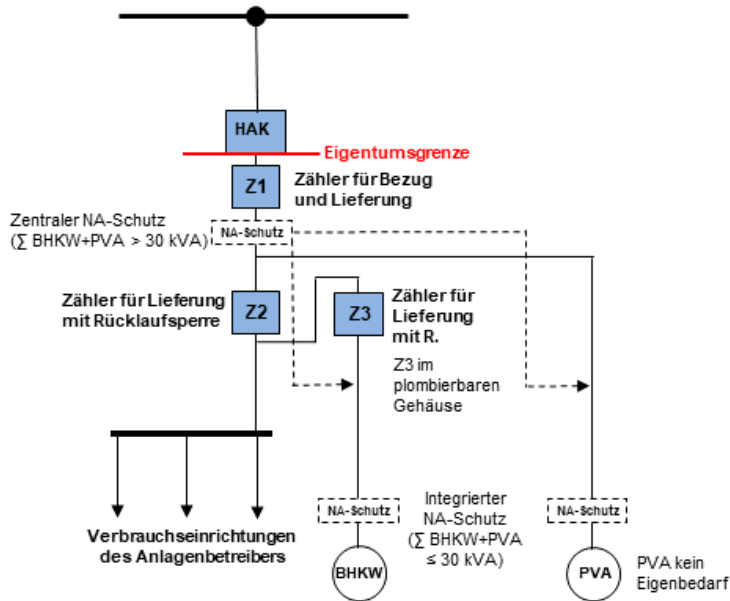 HAK
Eigentumsgrenze
Z1
Zähler für Bezug
und Lieferung
Zentraler NA-Schutz
(∑ BHKW+PVA > 30 kVA)
NA-Schutz
Zähler für Lieferung
mit Rücklaufsperre
Z2
Z3
Zähler für
Lieferung
mit R.
Z3 im
plombierbaren
Gehäuse
Verbrauchseinrichtungen
des Anlagenbetreibers
NA-Schutz
Integrierter
NA-Schutz
(∑ BHKW+PVA
≤ 30 kVA)
NA-Schutz
BHKW
PVA
PVA kein
Eigenbedarf